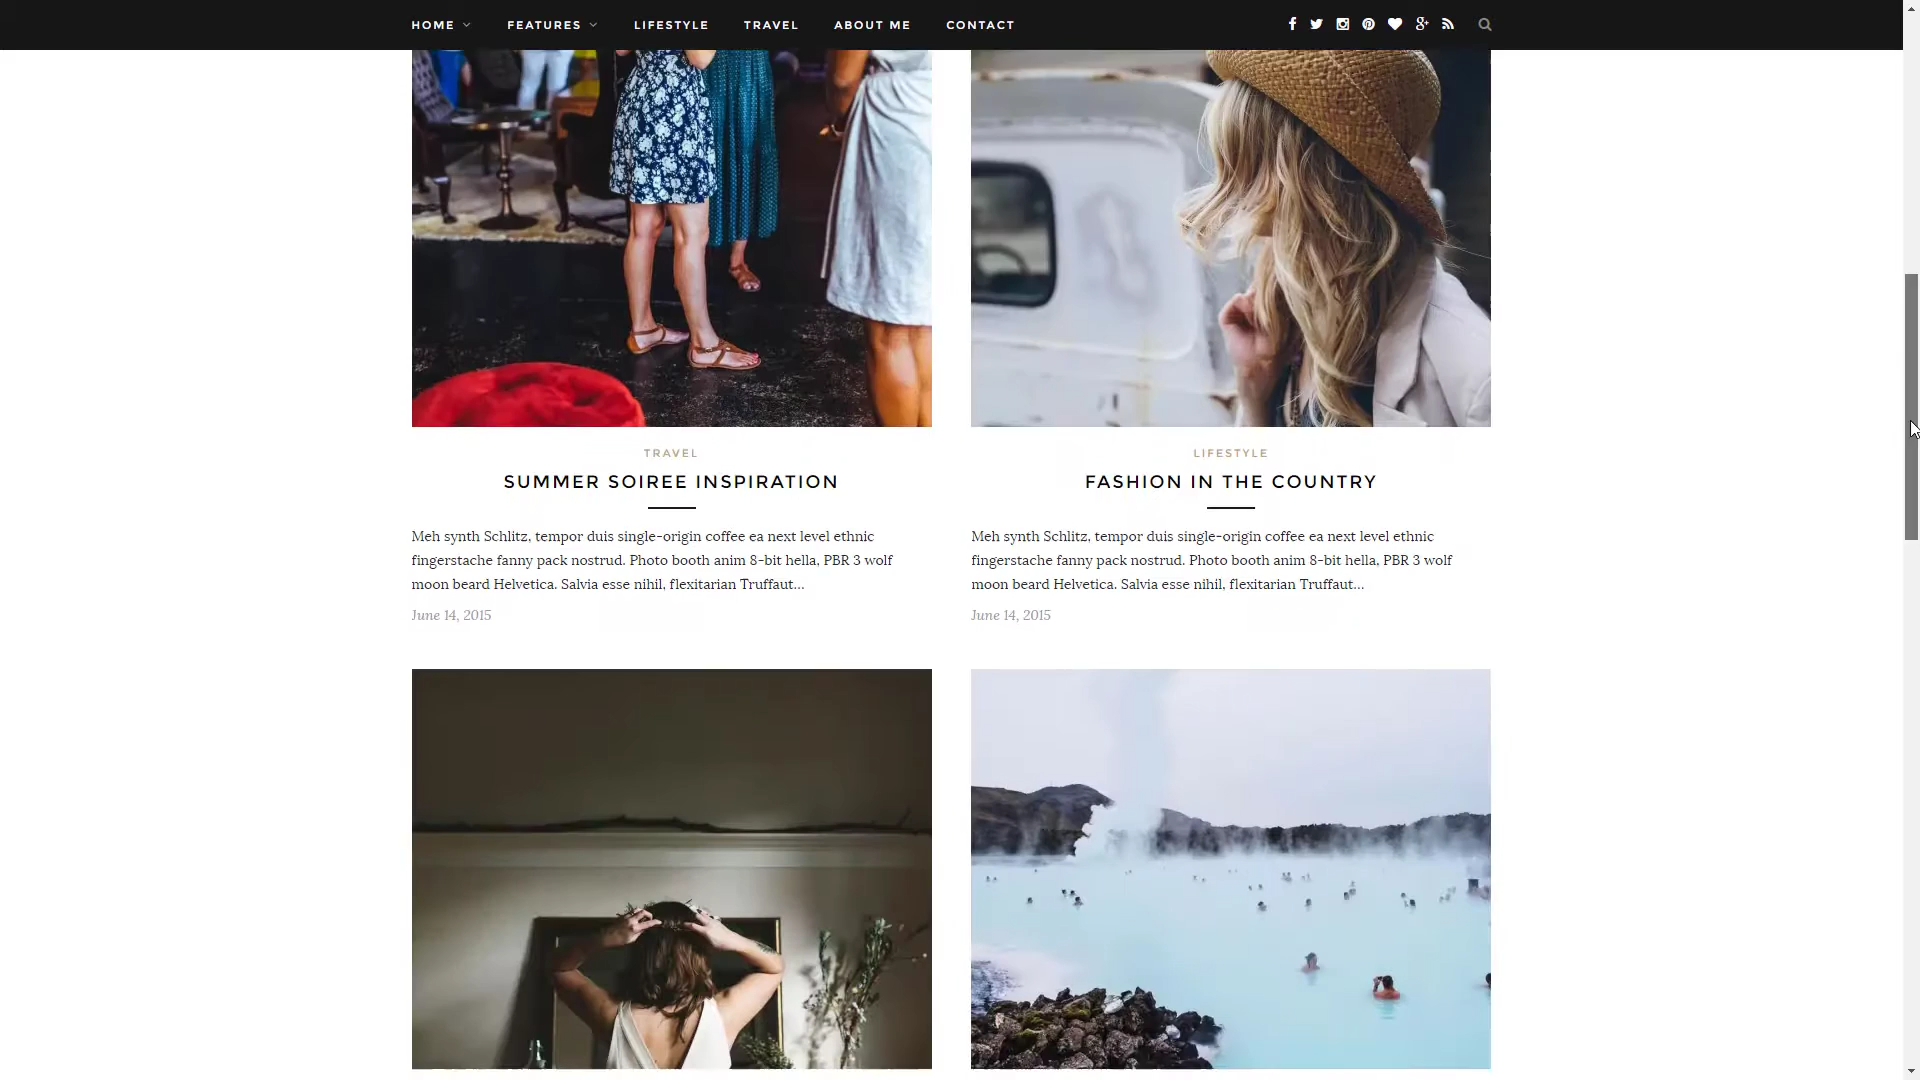 HOME FEATURES LIFESTYLE TRAVEL ABOUT ME CONTACT
TRAVEL
SUMMER SOIREE INSPIRATION
Meh synth Schlitz, tempor duis single-origin coffee ea next level ethnic
fingerstache fanny pack nostrud. Photo booth anim 8-bit hella, PBR 3 wolf
moon beard Helvetica. Salvia esse nihil, flexitarian Truffaut...
June 14, 2015
LIFESTYLE
FASHION IN THE COUNTRY
Meh synth Schlitz, tempor duis single-origin coffee ea next level ethnic
fingerstache fanny pack nostrud. Photo booth anim 8-bit hella, PBR 3 wolf
moon beard Helvetica. Salvia esse nihil, flexitarian Truffaut...
June 14, 2015